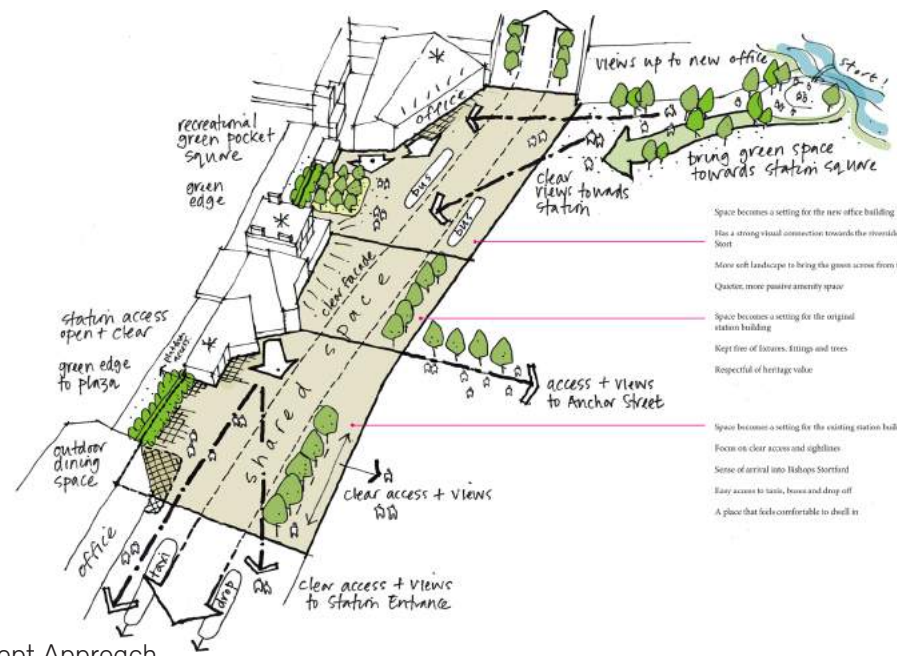 views up to new office
Start!
office
recreational
green pocket
square
green
edge
bus
clear
views towards
station
bring green space
towards station square
bus
clear facade
shared space
station access
open + clear
platform
access
green edge
to plaza
access + views
to Anchor Street
outdoor
dining
space
clear access + views
office
taxi
drop
clear access + views
to Station Entrance
Space becomes a setting for the new office building
Has a strong visual connection towards the riverside
Stort
More soft landscape to bring the green across from
Quieter, more passive amenity space
Space becomes a setting for the original
station building
Kept free of fixtures, fittings and trees
Respectful of heritage value
Space becomes a setting for the existing station buil
Focus on clear access and sightlines
Sense of arrival into Bishops Stortford
Easy access to taxis, buses and drop off
A place that feels comfortable to dwell in
ept Approach